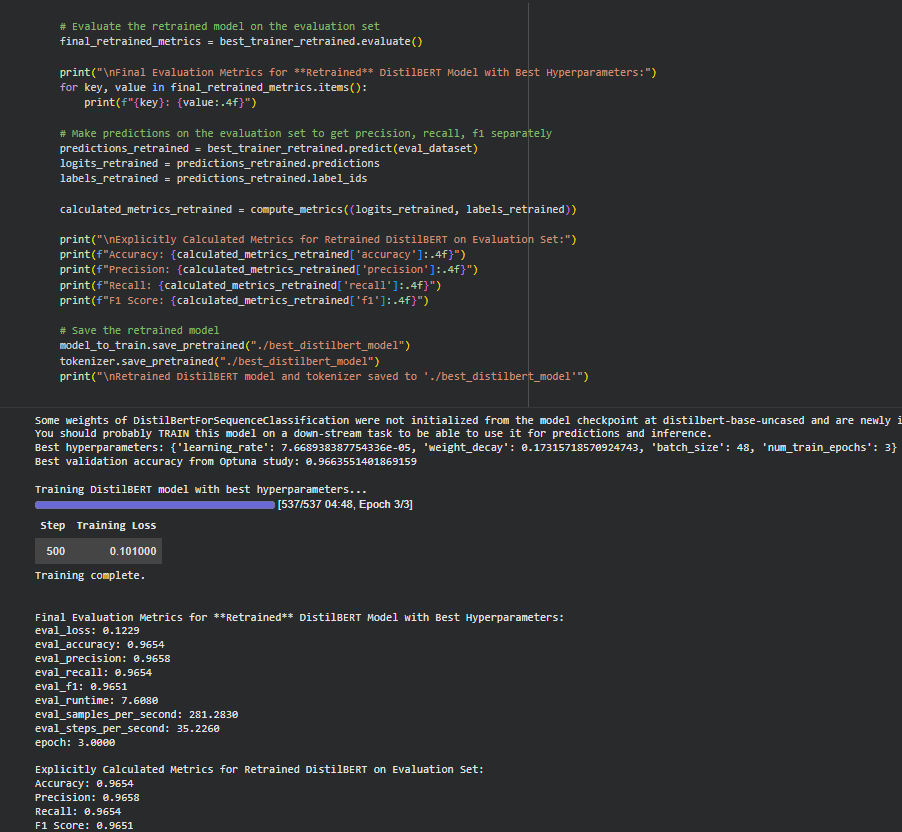 # Evaluate the retrained model on the evaluation set
final_retrained_metrics = best_trainer_retrained.evaluate()
print("\nFinal Evaluation Metrics for **Retrained** DistilBERT Model with Best Hyperparameters:")
for key, value in final_retrained_metrics.items():
    print(f"{key}: {value:.4f}")
# Make predictions on the evaluation set to get precision, recall, f1 separately
predictions_retrained = best_trainer_retrained.predict(eval_dataset)
logits_retrained = predictions_retrained.predictions
labels_retrained = predictions_retrained.label_ids
calculated_metrics_retrained = compute_metrics((logits_retrained, labels_retrained))
print("\nExplicitly Calculated Metrics for Retrained DistilBERT on Evaluation Set:")
print(f"Accuracy: {calculated_metrics_retrained['accuracy']:.4f}")
print(f"Precision: {calculated_metrics_retrained['precision']:.4f}")
print(f"Recall: {calculated_metrics_retrained['recall']:.4f}")
print(f"F1 Score: {calculated_metrics_retrained['f1']:.4f}")
# Save the retrained model
model_to_train.save_pretrained("./best_distilbert_model")
tokenizer.save_pretrained("./best_distilbert_model")
print("\nRetrained DistilBERT model and tokenizer saved to './best_distilbert_model'")
Some weights of DistilBertForSequenceClassification were not initialized from the model checkpoint at distilbert-base-uncased and are newly i
You should probably TRAIN this model on a down-stream task to be able to use it for predictions and inference.
Best hyperparameters: {'learning_rate': 7.668938387754336e-05, 'weight_decay': 0.17315718570924743, 'batch_size': 48, 'num_train_epochs': 3}
Best validation accuracy from Optuna study: 0.9663551401869159
Training DistilBERT model with best hyperparameters...
[537/537 04:48, Epoch 3/3]
Step Training Loss
500 0.101000
Training complete.
Final Evaluation Metrics for **Retrained** DistilBERT Model with Best Hyperparameters:
eval_loss: 0.1229
eval_accuracy: 0.9654
eval_precision: 0.9658
eval_recall: 0.9654
eval_f1: 0.9651
eval_runtime: 7.6080
eval_samples_per_second: 281.2830
eval_steps_per_second: 35.2260
epoch: 3.0000
Explicitly Calculated Metrics for Retrained DistilBERT on Evaluation Set:
Accuracy: 0.9654
Precision: 0.9658
Recall: 0.9654
F1 Score: 0.9651